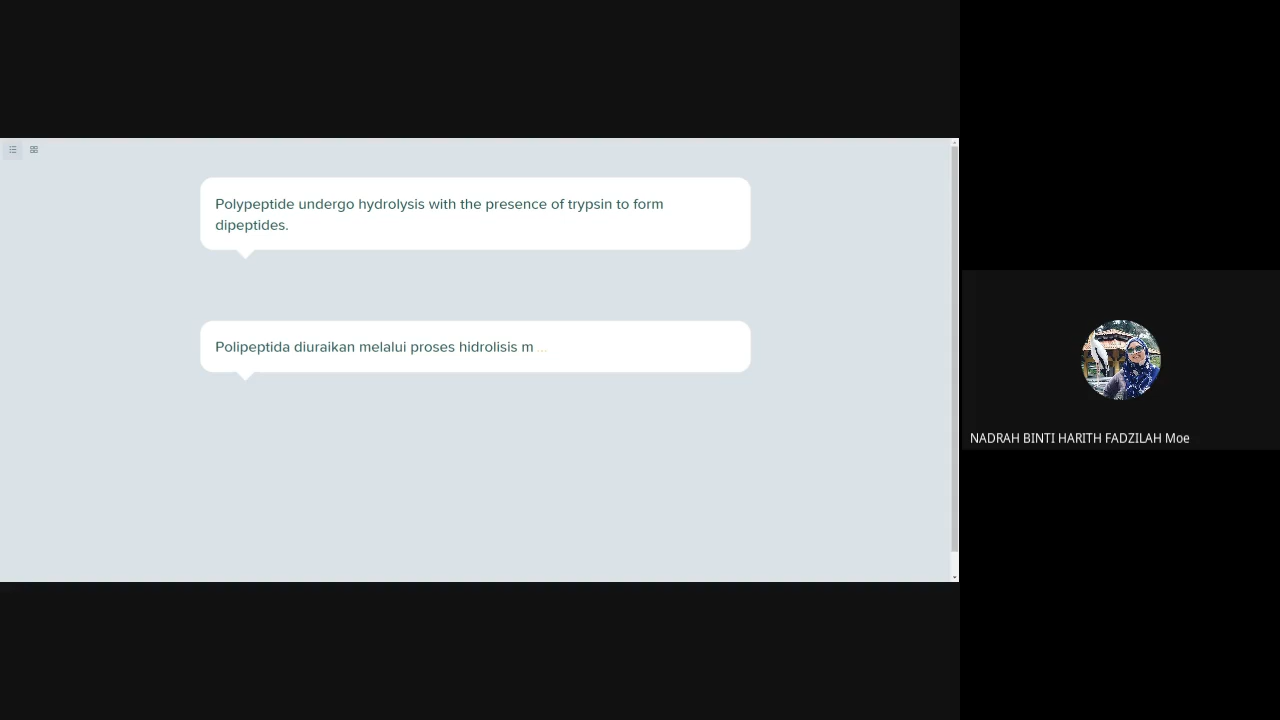 Polypeptide undergo hydrolysis with the presence of trypsin to form
dipeptides.
Polipeptida diuraikan melalui proses hidrolisis m ...
NADRAH BINTI HARITH FADZILAH Moe